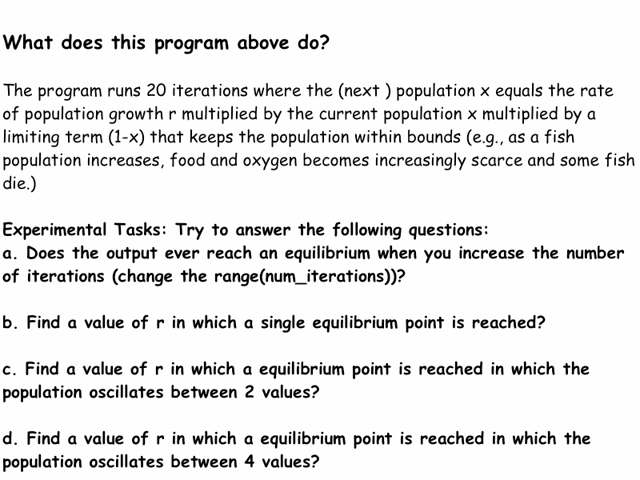 What does this program above do?
The program runs 20 iterations where the (next ) population x equals the rate
of population growth r multiplied by the current population x multiplied by a
limiting term (1-x) that keeps the population within bounds (e.g., as a fish
population increases, food and oxygen becomes increasingly scarce and some fish
die.)
Experimental Tasks: Try to answer the following questions:
a. Does the output ever reach an equilibrium when you increase the number
of iterations (change the range(num_iterations))?
b. Find a value of r in which a single equilibrium point is reached?
c. Find a value of r in which a equilibrium point is reached in which the
population oscillates between 2 values?
d. Find a value of r in which a equilibrium point is reached in which the
population oscillates between 4 values?